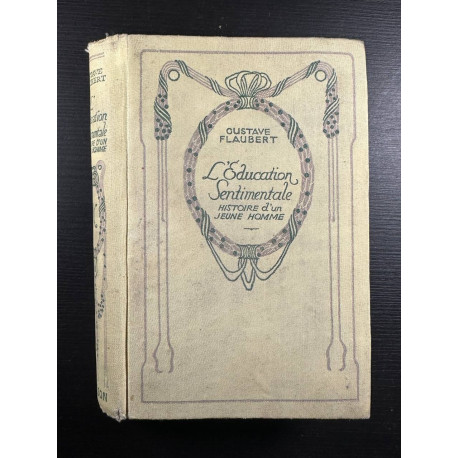 GUSTAVE
FLAUBERT
L'Éducation
Sentimentale
HISTOIRE d'un
JEUNE HOMME